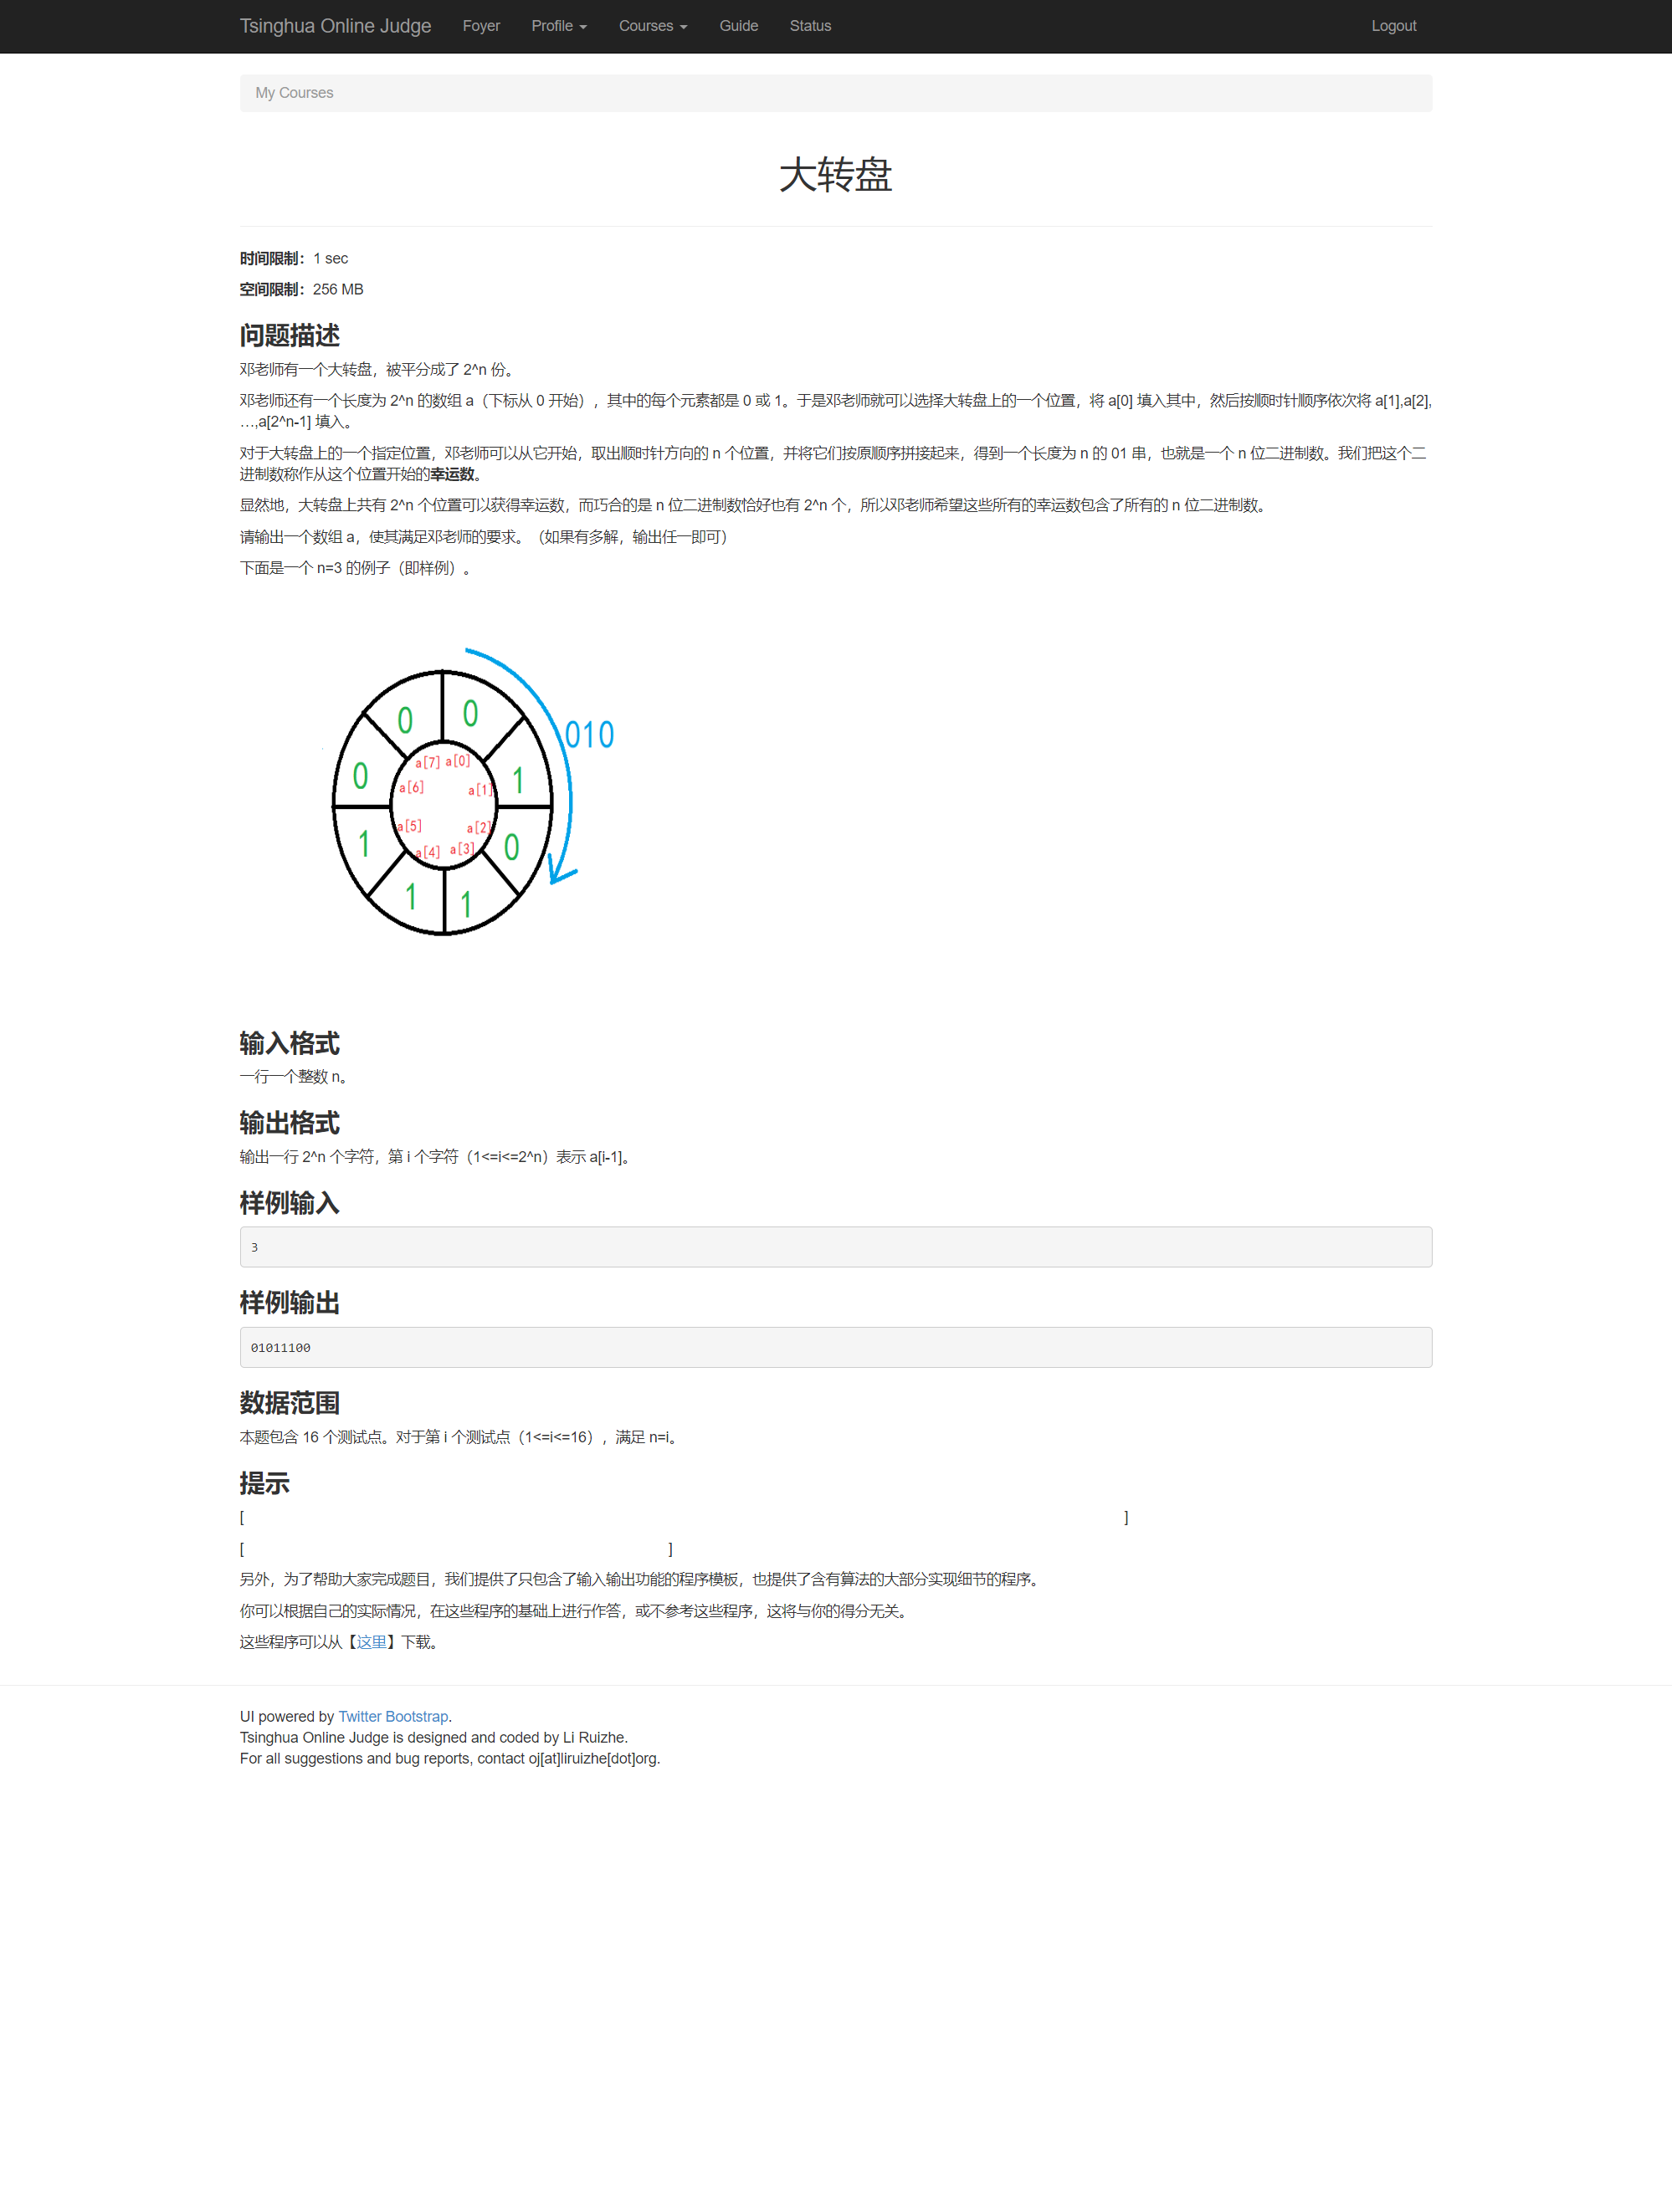 Tsinghua Online Judge Foyer Profile Courses Guide Status Logout
My Courses
大转盘
时间限制：1 sec
空间限制：256 MB
问题描述
邓老师有一个大转盘，被平分成了 2^n 份。
邓老师还有一个长度为 2^n 的数组 a（下标从 0 开始），其中的每个元素都是 0 或 1。于是邓老师就可以选择大转盘上的一个位置，将 a[0] 填入其中，然后按顺时针顺序依次将 a[1],a[2],
…,a[2^n-1] 填入。
对于大转盘上的一个指定位置，邓老师可以从它开始，取出顺时针方向的 n 个位置，并将它们按原顺序拼接起来，得到一个长度为 n 的 01 串，也就是一个 n 位二进制数。我们把这个二
进制数称作从这个位置开始的幸运数。
显然地，大转盘上共有 2^n 个位置可以获得幸运数，而巧合的是 n 位二进制数恰好也有 2^n 个，所以邓老师希望这些所有的幸运数包含了所有的 n 位二进制数。
请输出一个数组 a，使其满足邓老师的要求。（如果有多解，输出任一即可）
下面是一个 n=3 的例子（即样例）。
0 0
010
a[7] a[0]
0 1
a[6] a[1]
a[5] a[2]
1 0
a[4] a[3]
1 1
输入格式
一行一个整数 n。
输出格式
输出一行 2^n 个字符，第 i 个字符（1<=i<=2^n）表示 a[i-1]。
样例输入
3
样例输出
01011100
数据范围
本题包含 16 个测试点。对于第 i 个测试点（1<=i<=16），满足 n=i。
提示
[ ]
[ ]
另外，为了帮助大家完成题目，我们提供了只包含了输入输出功能的程序模板，也提供了含有算法的大部分实现细节的程序。
你可以根据自己的实际情况，在这些程序的基础上进行作答，或不参考这些程序，这将与你的得分无关。
这些程序可以从【这里】下载。
UI powered by Twitter Bootstrap.
Tsinghua Online Judge is designed and coded by Li Ruizhe.
For all suggestions and bug reports, contact oj[at]liruizhe[dot]org.